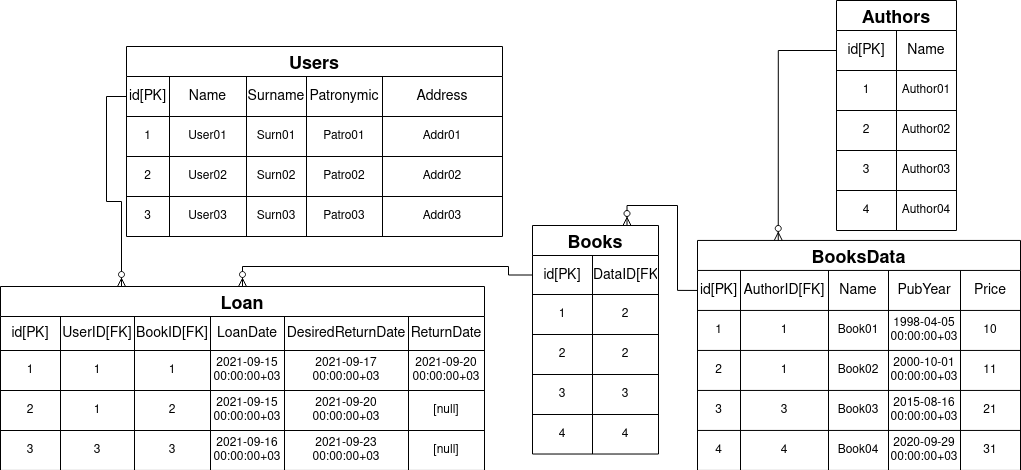 Authors
id[PK] Name
1 Author01
2 Author02
3 Author03
4 Author04
Users
id[PK] Name Surname Patronymic Address
1 User01 Surn01 Patro01 Addr01
2 User02 Surn02 Patro02 Addr02
3 User03 Surn03 Patro03 Addr03
Books
id[PK] DataID[FK
1 2
2 2
3 3
4 4
BooksData
id[PK] AuthorID[FK] Name PubYear Price
1 1 Book01 1998-04-05 00:00:00+03 10
2 1 Book02 2000-10-01 00:00:00+03 11
3 3 Book03 2015-08-16 00:00:00+03 21
4 4 Book04 2020-09-29 00:00:00+03 31
Loan
id[PK] UserID[FK] BookID[FK] LoanDate DesiredReturnDate ReturnDate
1 1 1 2021-09-15 00:00:00+03 2021-09-17 00:00:00+03 2021-09-20 00:00:00+03
2 1 2 2021-09-15 00:00:00+03 2021-09-20 00:00:00+03 [null]
3 3 3 2021-09-16 00:00:00+03 2021-09-23 00:00:00+03 [null]